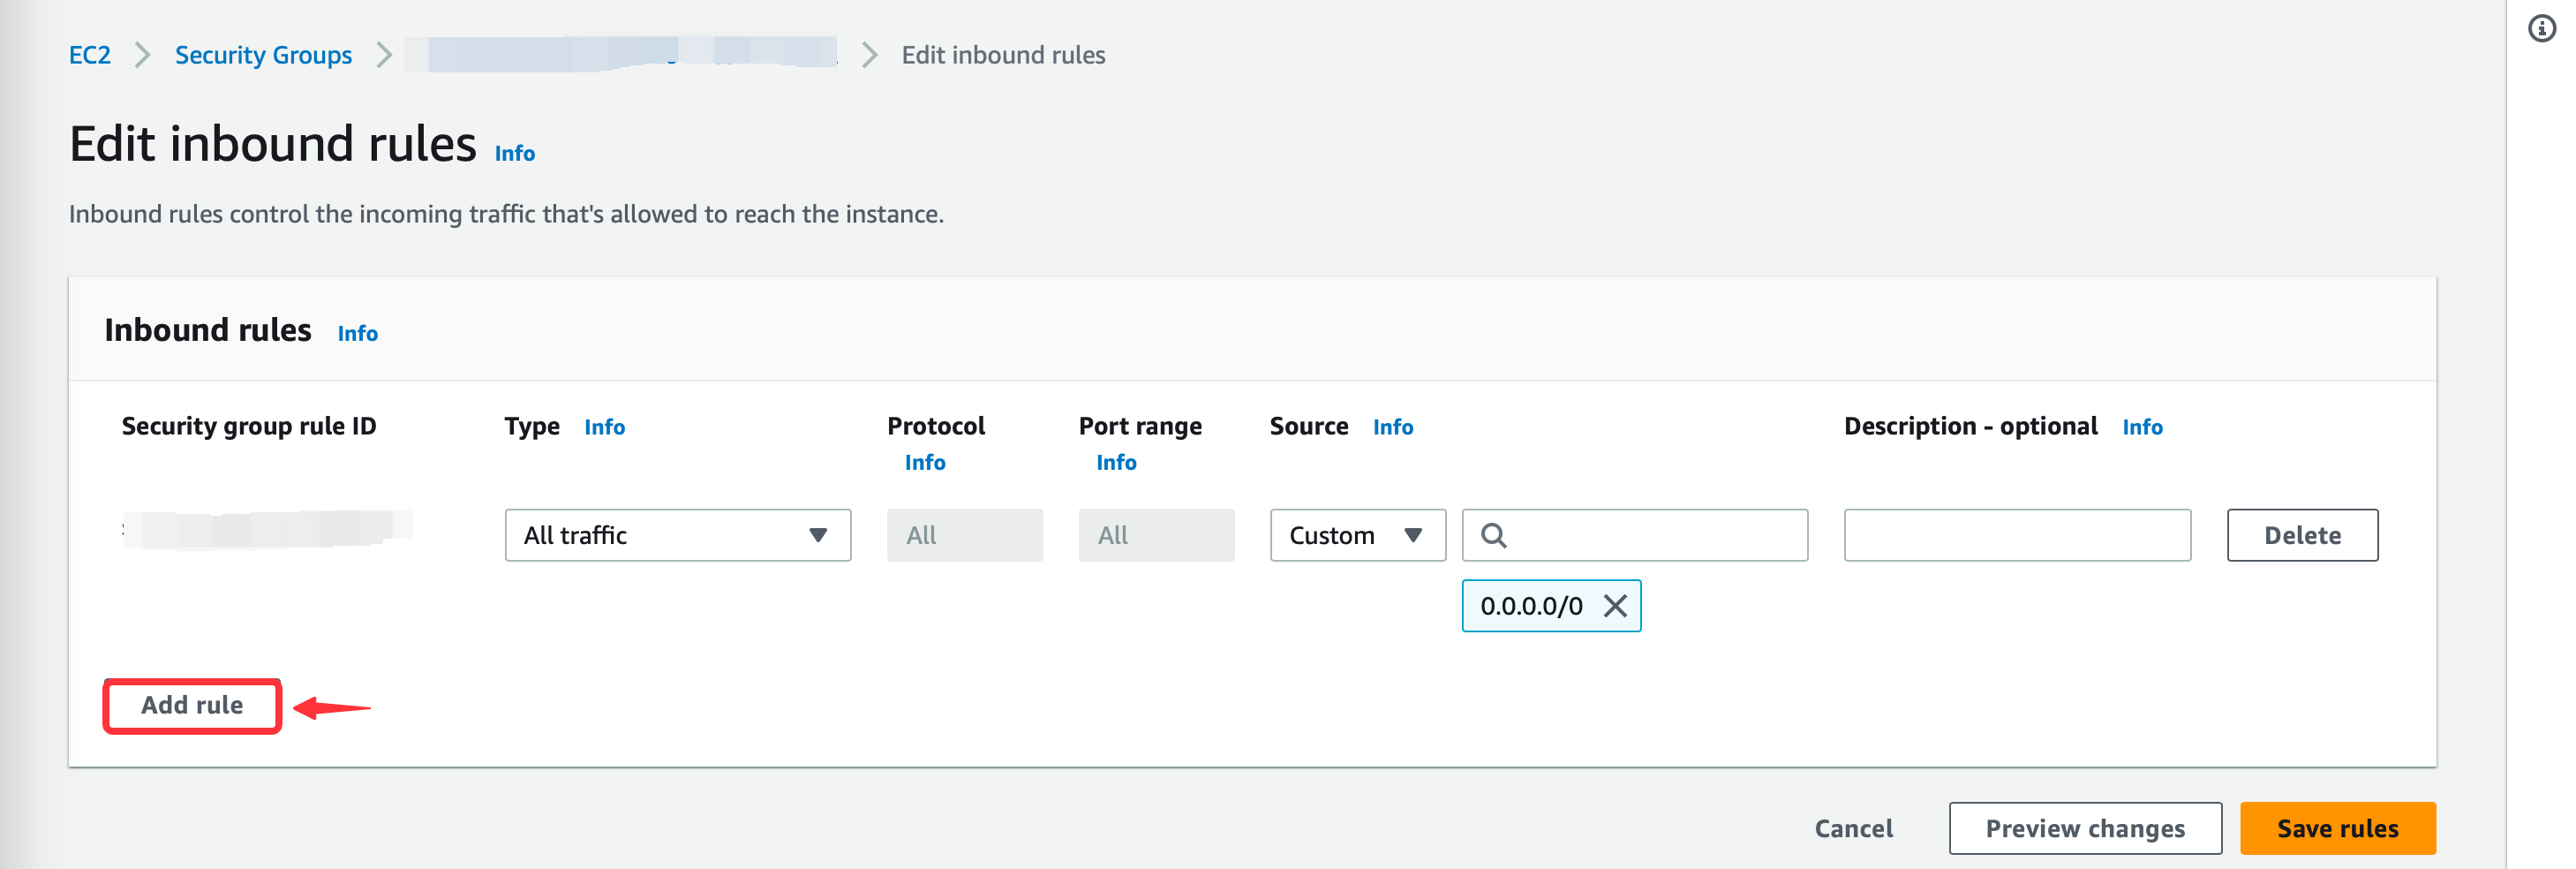 EC2 Security Groups Edit inbound rules
Edit inbound rules Info
Inbound rules control the incoming traffic that's allowed to reach the instance.
Inbound rules Info
Security group rule ID Type Info Protocol Port range Source Info Description - optional Info
Info Info
All traffic All All Custom Delete
0.0.0.0/0
Add rule
Cancel Preview changes Save rules